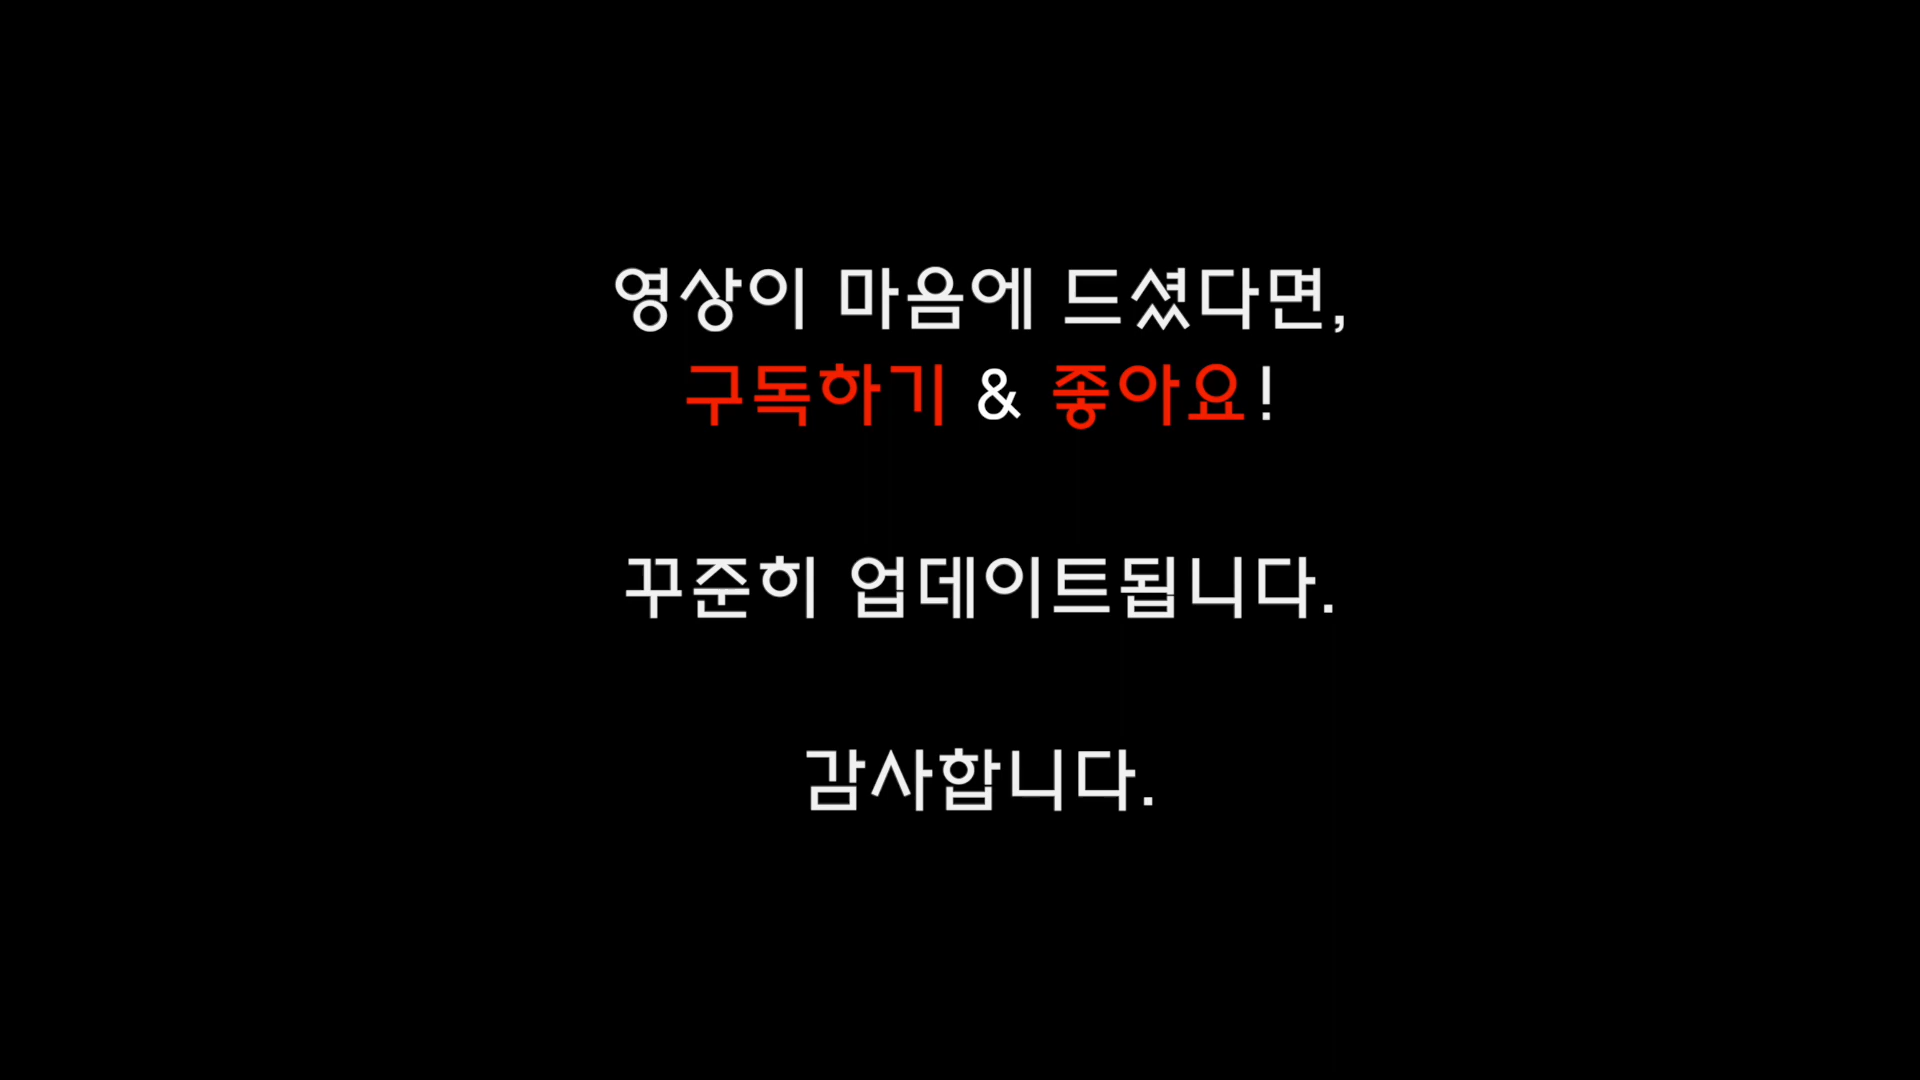 영상이 마음에 드셨다면,
구독하기 & 좋아요!
꾸준히 업데이트됩니다.
감사합니다.